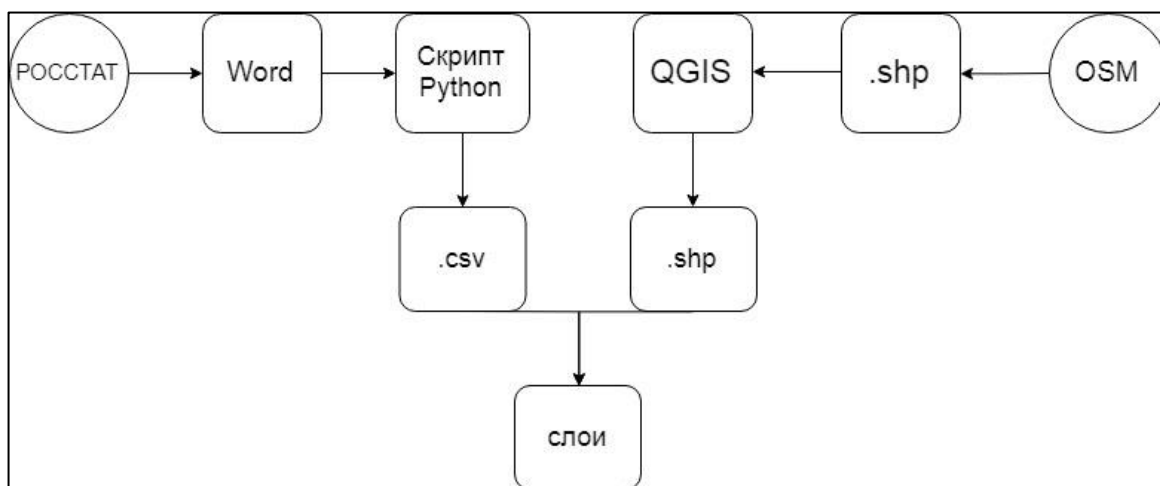 РОССТАТ
Word
Скрипт
Python
QGIS
.shp
OSM
.csv
.shp
слои